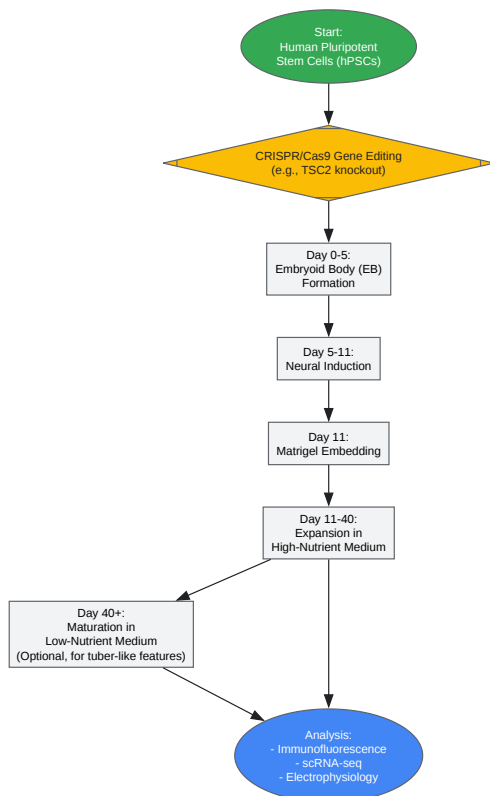 Start:
Human Pluripotent
Stem Cells (hPSCs)
CRISPR/Cas9 Gene Editing
(e.g., TSC2 knockout)
Day 0-5:
Embryoid Body (EB)
Formation
Day 5-11:
Neural Induction
Day 11:
Matrigel Embedding
Day 11-40:
Expansion in
High-Nutrient Medium
Day 40+:
Maturation in
Low-Nutrient Medium
(Optional, for tuber-like features)
Analysis:
- Immunofluorescence
- scRNA-seq
- Electrophysiology